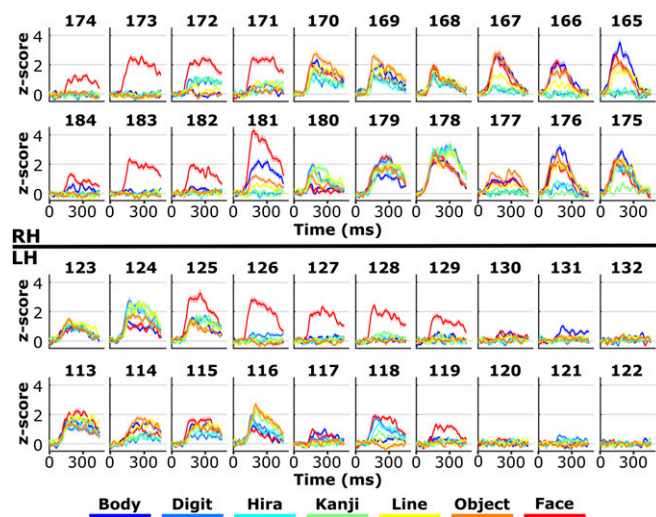 174 173 172 171 170 169 168 167 166 165
4
2
0
z-score
184 183 182 181 180 179 178 177 176 175
4
2
0
z-score
0 300 0 300 0 300 0 300 0 300 0 300 0 300 0 300 0 300 0 300
Time (ms)
RH
LH
123 124 125 126 127 128 129 130 131 132
4
2
0
z-score
113 114 115 116 117 118 119 120 121 122
4
2
0
z-score
0 300 0 300 0 300 0 300 0 300 0 300 0 300 0 300 0 300 0 300
Time (ms)
Body Digit Hira Kanji Line Object Face